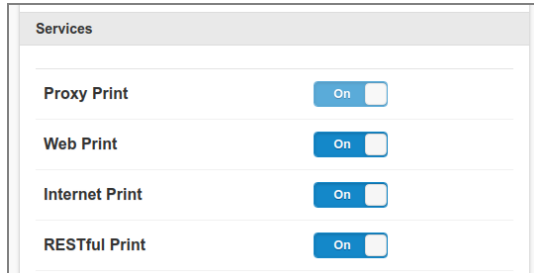 Services
Proxy Print On
Web Print On
Internet Print On
RESTful Print On